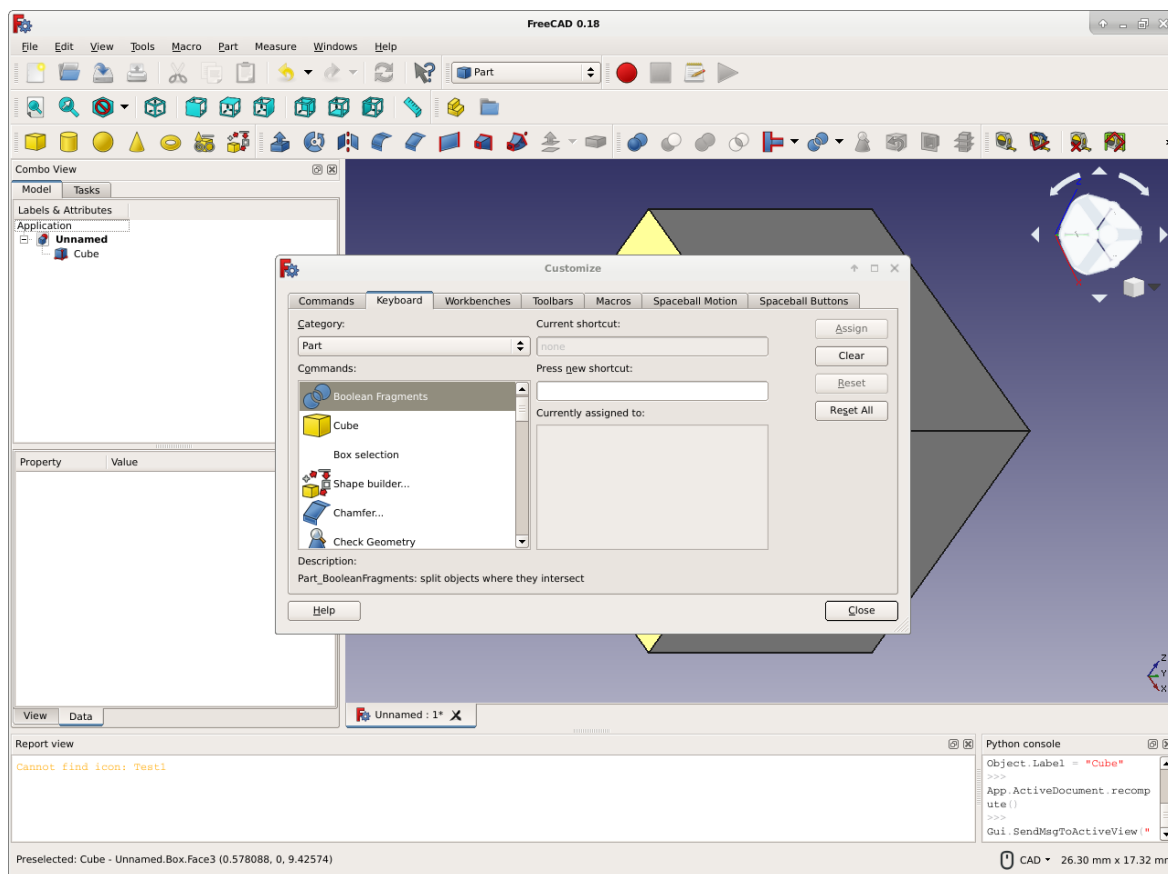 FreeCAD 0.18
File Edit View Tools Macro Part Measure Windows Help
Part
Combo View
Model Tasks
Labels & Attributes
Application
Unnamed
Cube
Customize
Commands Keyboard Workbenches Toolbars Macros Spaceball Motion Spaceball Buttons
Category:
Part
Commands:
Boolean Fragments
Cube
Box selection
Shape builder...
Chamfer...
Check Geometry
Current shortcut:
none
Press new shortcut:
Currently assigned to:
Assign
Clear
Reset
Reset All
Description:
Part_BooleanFragments: split objects where they intersect
Help
Close
Property Value
View Data
Z
Y
X
Unnamed : 1*
Report view
Cannot find icon: Test1
Python console
Object.Label = "Cube"
>>>
App.ActiveDocument.recomp
ute()
>>>
Gui.SendMsgToActiveView("
Preselected: Cube - Unnamed.Box.Face3 (0.578088, 0, 9.42574)
CAD 26.30 mm x 17.32 mm